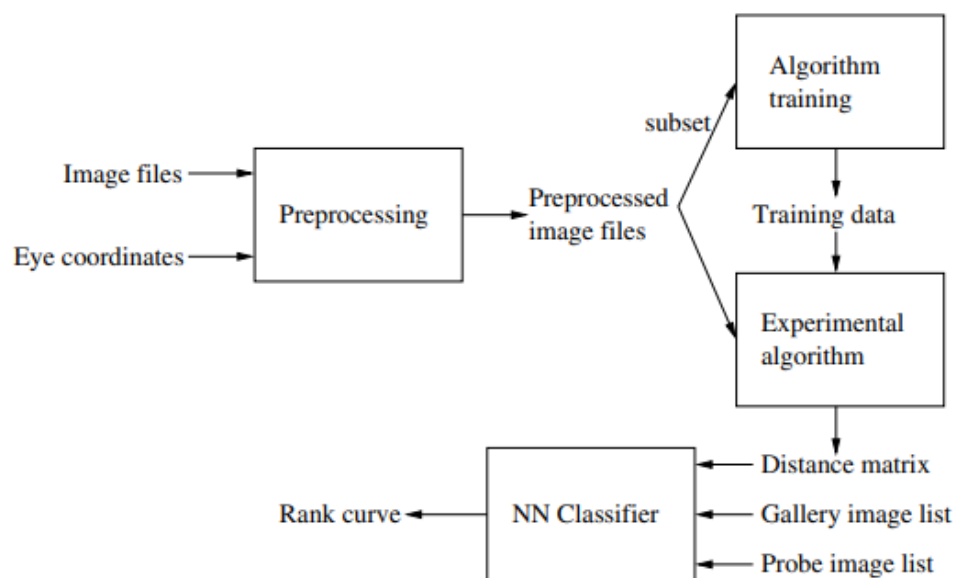 Algorithm
training
subset
Image files
Preprocessing
Preprocessed
image files
Training data
Eye coordinates
Experimental
algorithm
Distance matrix
Rank curve
NN Classifier
Gallery image list
Probe image list